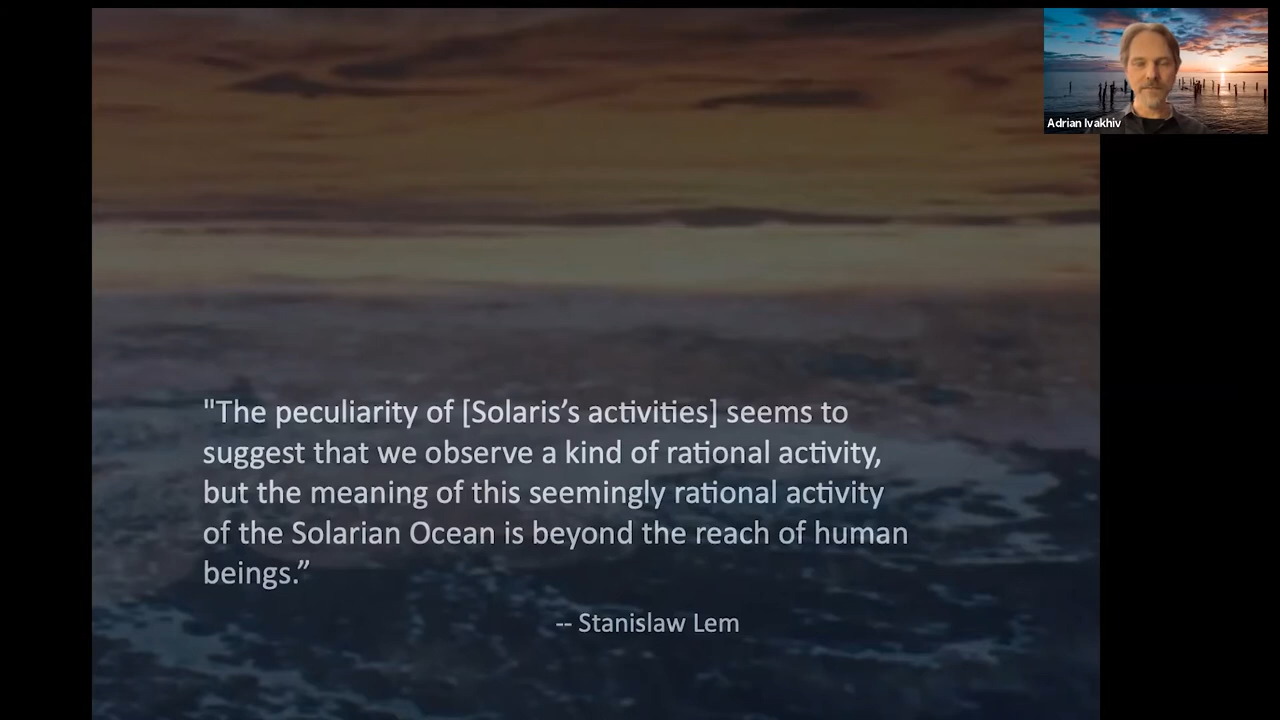 Adrian Ivakhiv
"The peculiarity of [Solaris’s activities] seems to
suggest that we observe a kind of rational activity,
but the meaning of this seemingly rational activity
of the Solarian Ocean is beyond the reach of human
beings.”
-- Stanislaw Lem